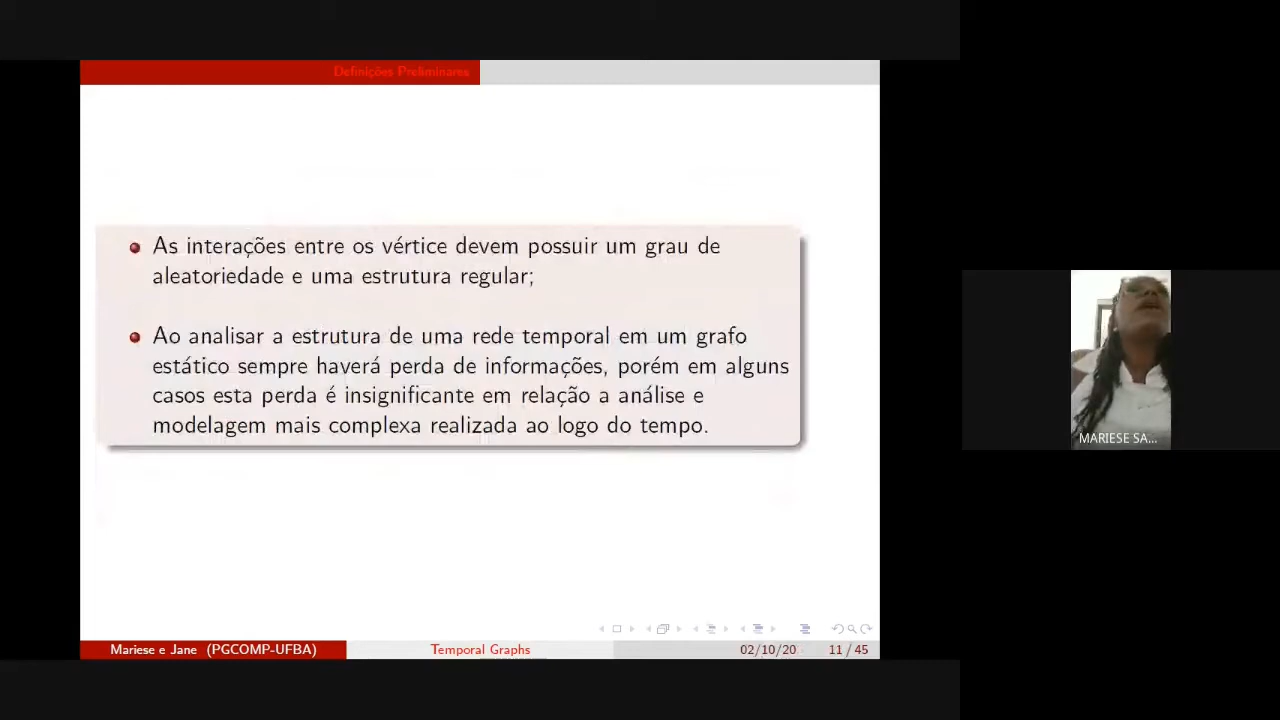 Definições Preliminares
As interações entre os vértice devem possuir um grau de
aleatoriedade e uma estrutura regular;
Ao analisar a estrutura de uma rede temporal em um grafo
estático sempre haverá perda de informações, porém em alguns
casos esta perda é insignificante em relação a análise e
modelagem mais complexa realizada ao logo do tempo.
MARIESE SA...
Mariese e Jane (PGCOMP-UFBA)
Temporal Graphs
02/10/20
11 / 45